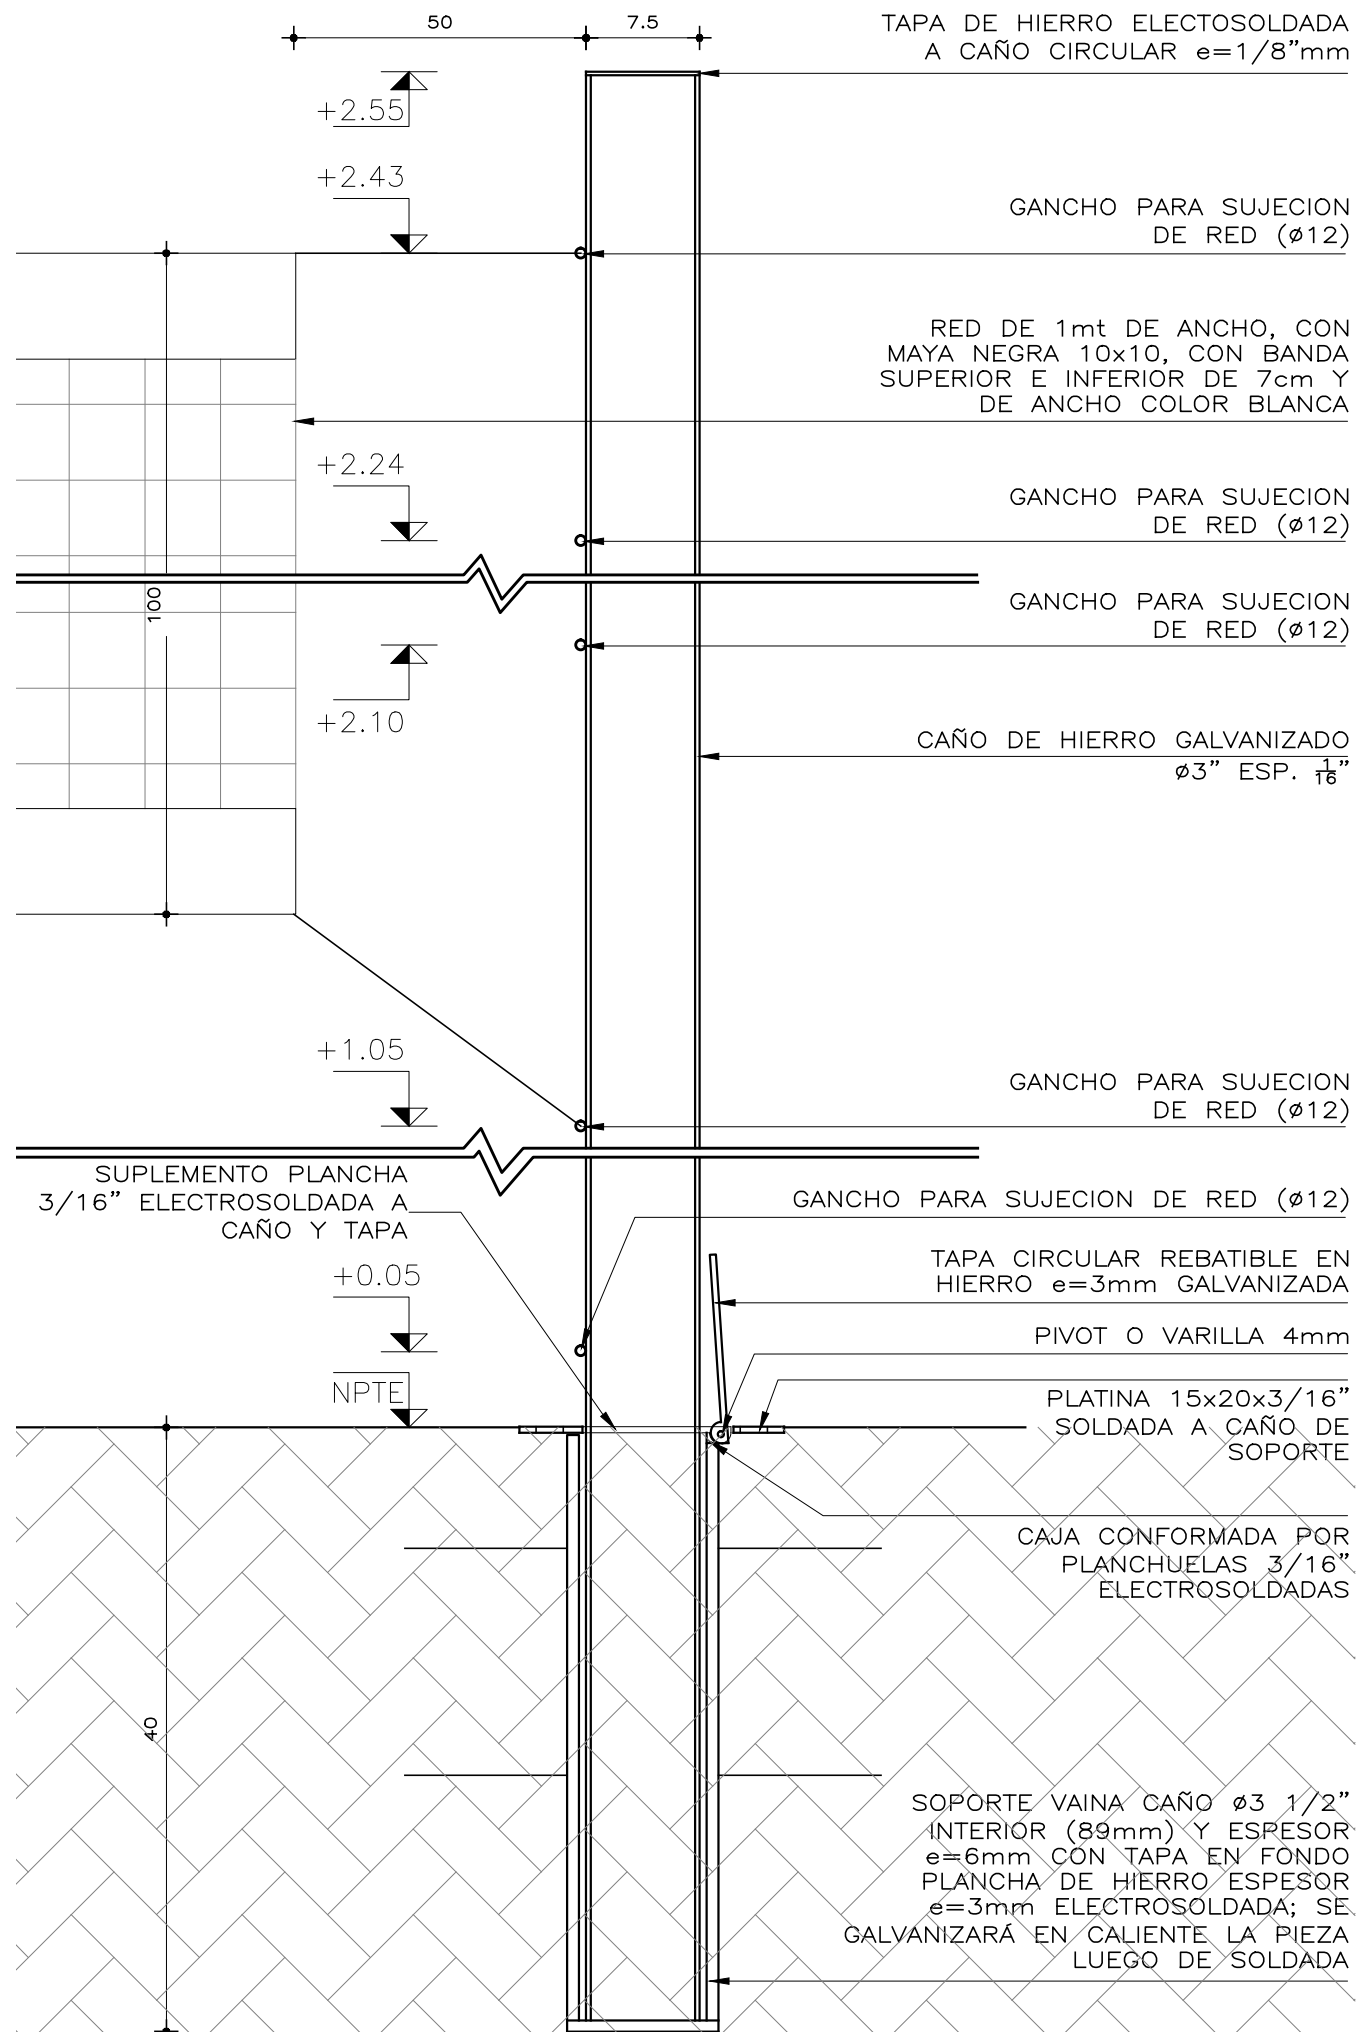 50
7.5
TAPA DE HIERRO ELECTOSOLDADA
A CAÑO CIRCULAR e=1/8”mm
+2.55
+2.43
GANCHO PARA SUJECION
DE RED (ø12)
RED DE 1mt DE ANCHO, CON
MAYA NEGRA 10x10, CON BANDA
SUPERIOR E INFERIOR DE 7cm Y
DE ANCHO COLOR BLANCA
+2.24
GANCHO PARA SUJECION
DE RED (ø12)
100
GANCHO PARA SUJECION
DE RED (ø12)
+2.10
CAÑO DE HIERRO GALVANIZADO
ø3” ESP. 1/16”
+1.05
GANCHO PARA SUJECION
DE RED (ø12)
SUPLEMENTO PLANCHA
3/16” ELECTROSOLDADA A
CAÑO Y TAPA
GANCHO PARA SUJECION DE RED (ø12)
+0.05
TAPA CIRCULAR REBATIBLE EN
HIERRO e=3mm GALVANIZADA
PIVOT O VARILLA 4mm
NPTE
PLATINA 15x20x3/16”
SOLDADA A CAÑO DE
SOPORTE
CAJA CONFORMADA POR
PLANCHUELAS 3/16”
ELECTROSOLDADAS
40
SOPORTE VAINA CAÑO ø3 1/2”
INTERIOR (89mm) Y ESPESOR
e=6mm CON TAPA EN FONDO
PLANCHA DE HIERRO ESPESOR
e=3mm ELECTROSOLDADA; SE
GALVANIZARÁ EN CALIENTE LA PIEZA
LUEGO DE SOLDADA